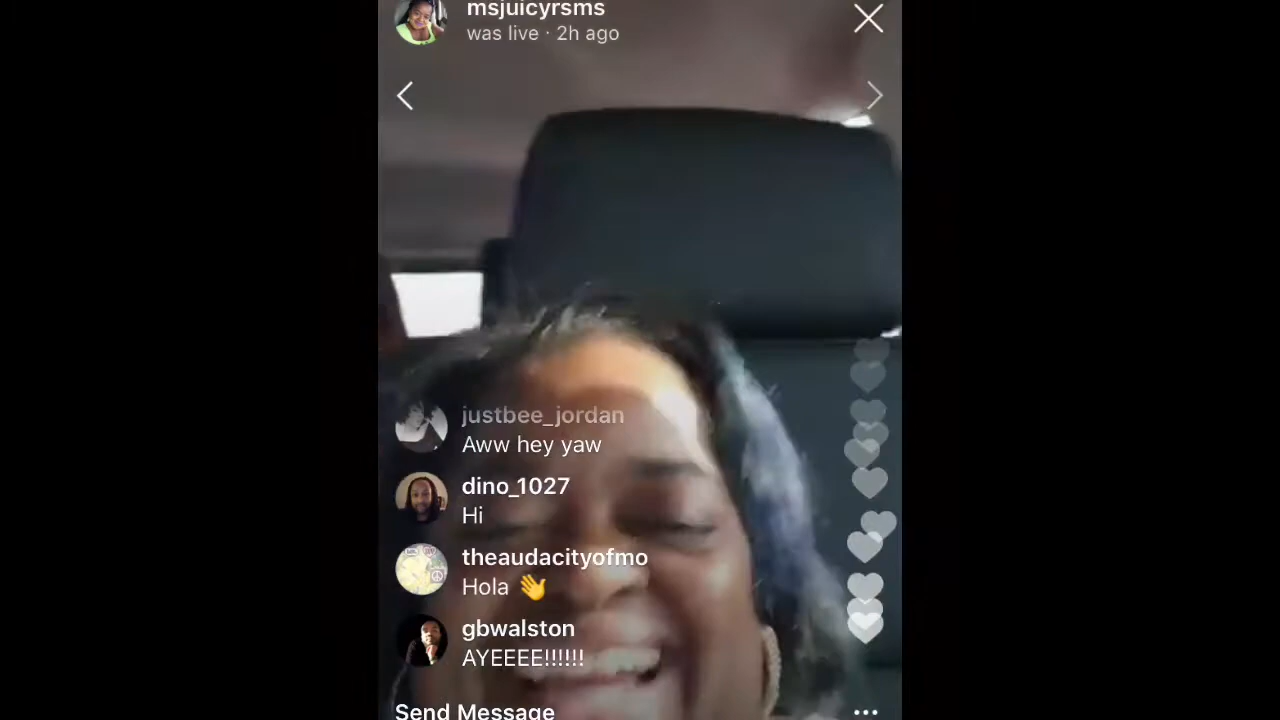 msjuicyrsms
was live · 2h ago
justbee_jordan
Aww hey yaw
dino_1027
Hi
theaudacityofmo
Hola 👋
gbwalston
AYEEEE!!!!!!
Send Message